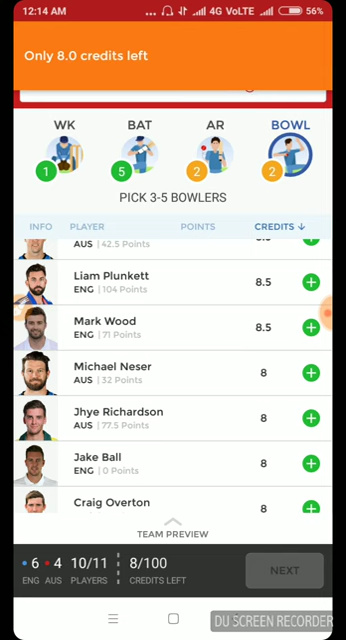 12:14 AM ... 4G VoLTE 56%
Only 8.0 credits left
WK BAT AR BOWL
1 5 2 2
PICK 3-5 BOWLERS
INFO PLAYER POINTS CREDITS ↓
AUS | 42.5 Points
Liam Plunkett
ENG | 104 Points
8.5
Mark Wood
ENG | 71 Points
8.5
Michael Neser
AUS | 32 Points
8
Jhye Richardson
AUS | 77.5 Points
8
Jake Ball
ENG | 0 Points
8
Craig Overton
8
TEAM PREVIEW
6 4 10/11 8/100
ENG AUS PLAYERS CREDITS LEFT
NEXT
DU SCREEN RECORDER